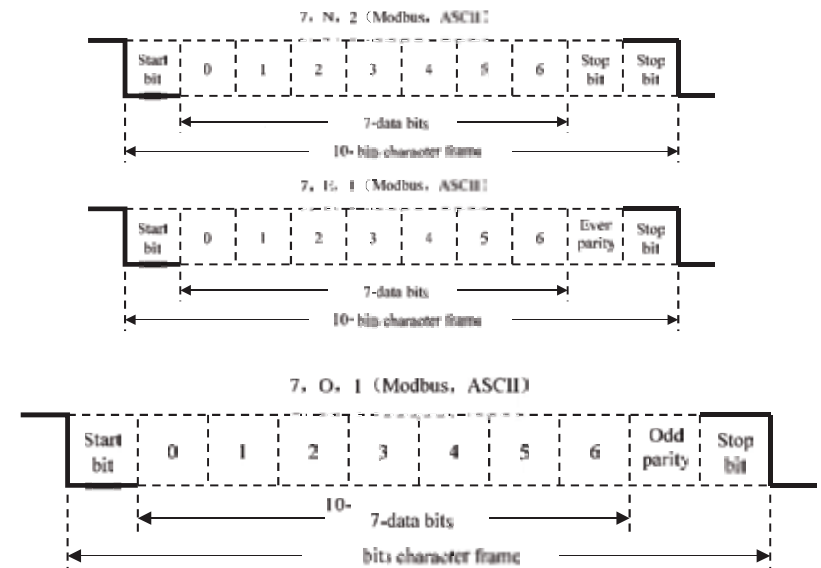 7, N, 2 (Modbus, ASCII)
Start bit 0 1 2 3 4 5 6 Stop bit Stop bit
7-data bits
10- bits character frame
7, E, 1 (Modbus, ASCII)
Start bit 0 1 2 3 4 5 6 Ever parity Stop bit
7-data bits
10- bits character frame
7, O, 1 (Modbus, ASCII)
Start bit 0 1 2 3 4 5 6 Odd parity Stop bit
10-
7-data bits
bits character frame